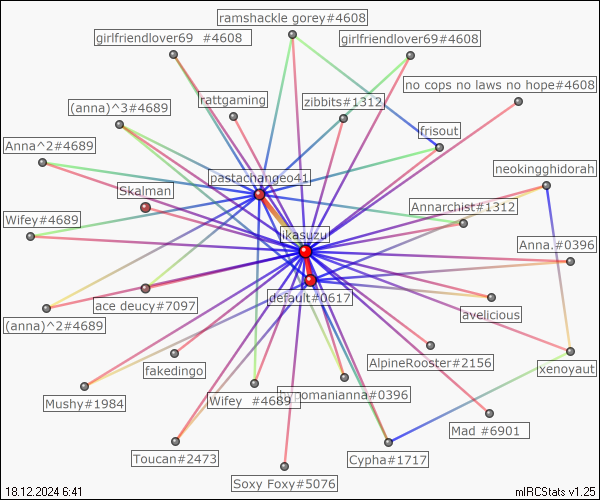 ramshackle gorey#4608
girlfriendlover69 #4608
girlfriendlover69#4608
no cops no laws no hope#4608
(anna)^3#4689
rattgaming
zibbits#1312
frisout
Anna^2#4689
neokingghidorah
pastachangeo41
Skalman
Annarchist#1312
Wifey#4689
ikasuzu
Anna.#0396
default#0617
ace deucy#7097
avelicious
(anna)^2#4689
AlpineRooster#2156
xenoyaut
fakedingo
Mushy#1984
Wifey #4689
hypomanianna#0396
Mad #6901
Toucan#2473
Cypha#1717
Soxy Foxy#5076
18.12.2024 6:41
mIRCStats v1.25